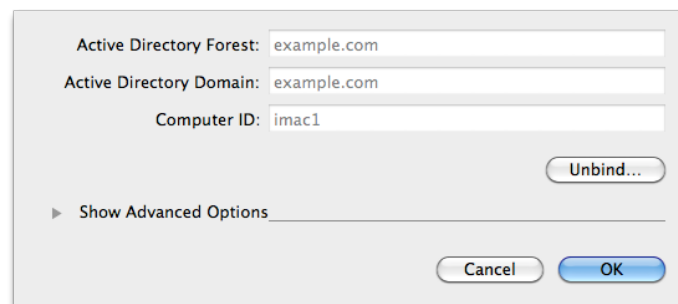 Active Directory Forest: example.com
Active Directory Domain: example.com
Computer ID: imac1
Unbind...
Show Advanced Options
Cancel OK